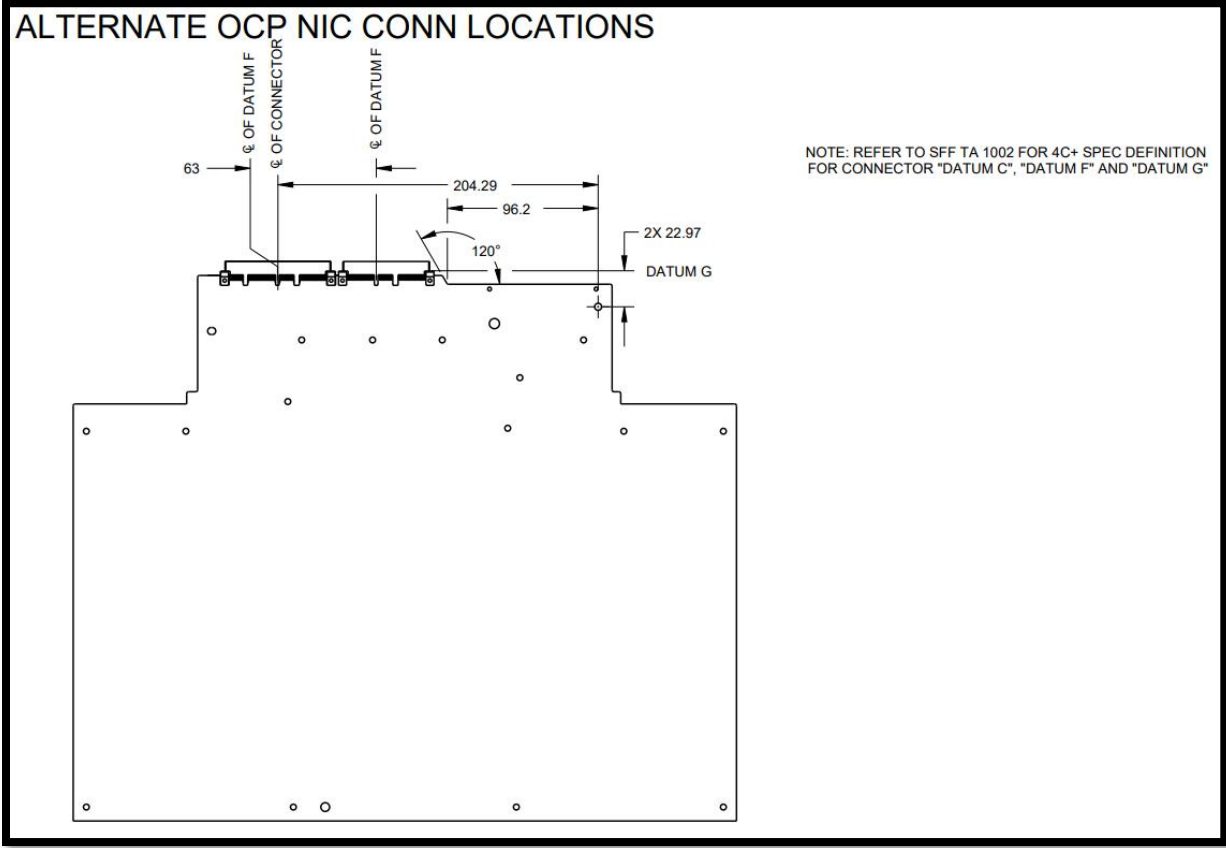 ALTERNATE OCP NIC CONN LOCATIONS
℄ OF DATUM F
℄ OF CONNECTOR
℄ OF DATUM F
63
204.29
96.2
120°
2X 22.97
DATUM G
NOTE: REFER TO SFF TA 1002 FOR 4C+ SPEC DEFINITION
FOR CONNECTOR "DATUM C", "DATUM F" AND "DATUM G"